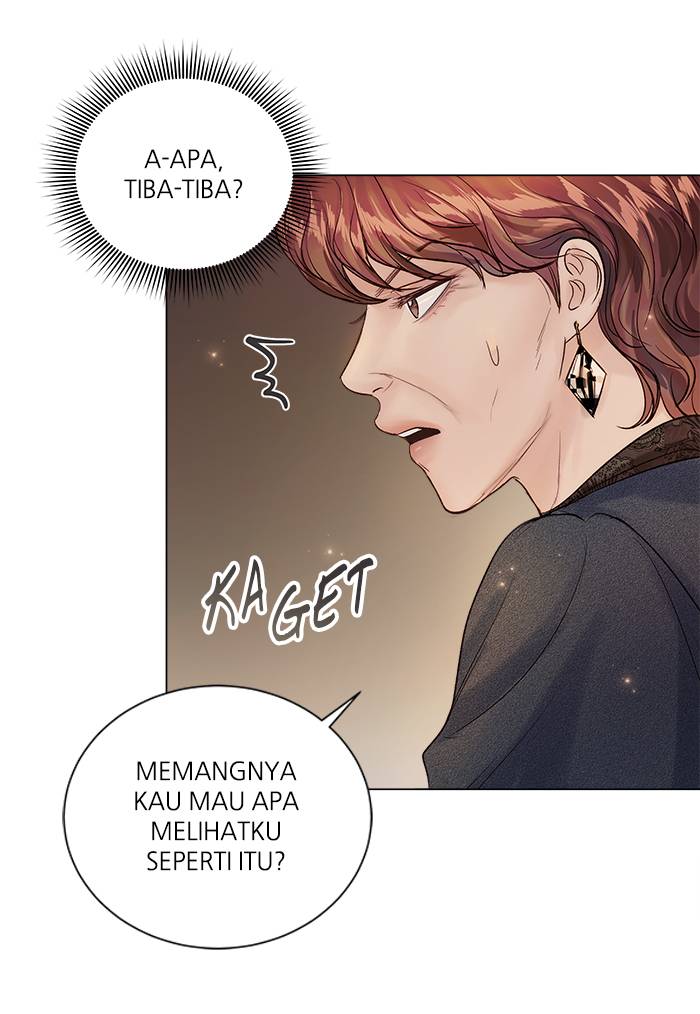 A-APA,
TIBA-TIBA?
KAGET
MEMANGNYA
KAU MAU APA
MELIHATKU
SEPERTI ITU?